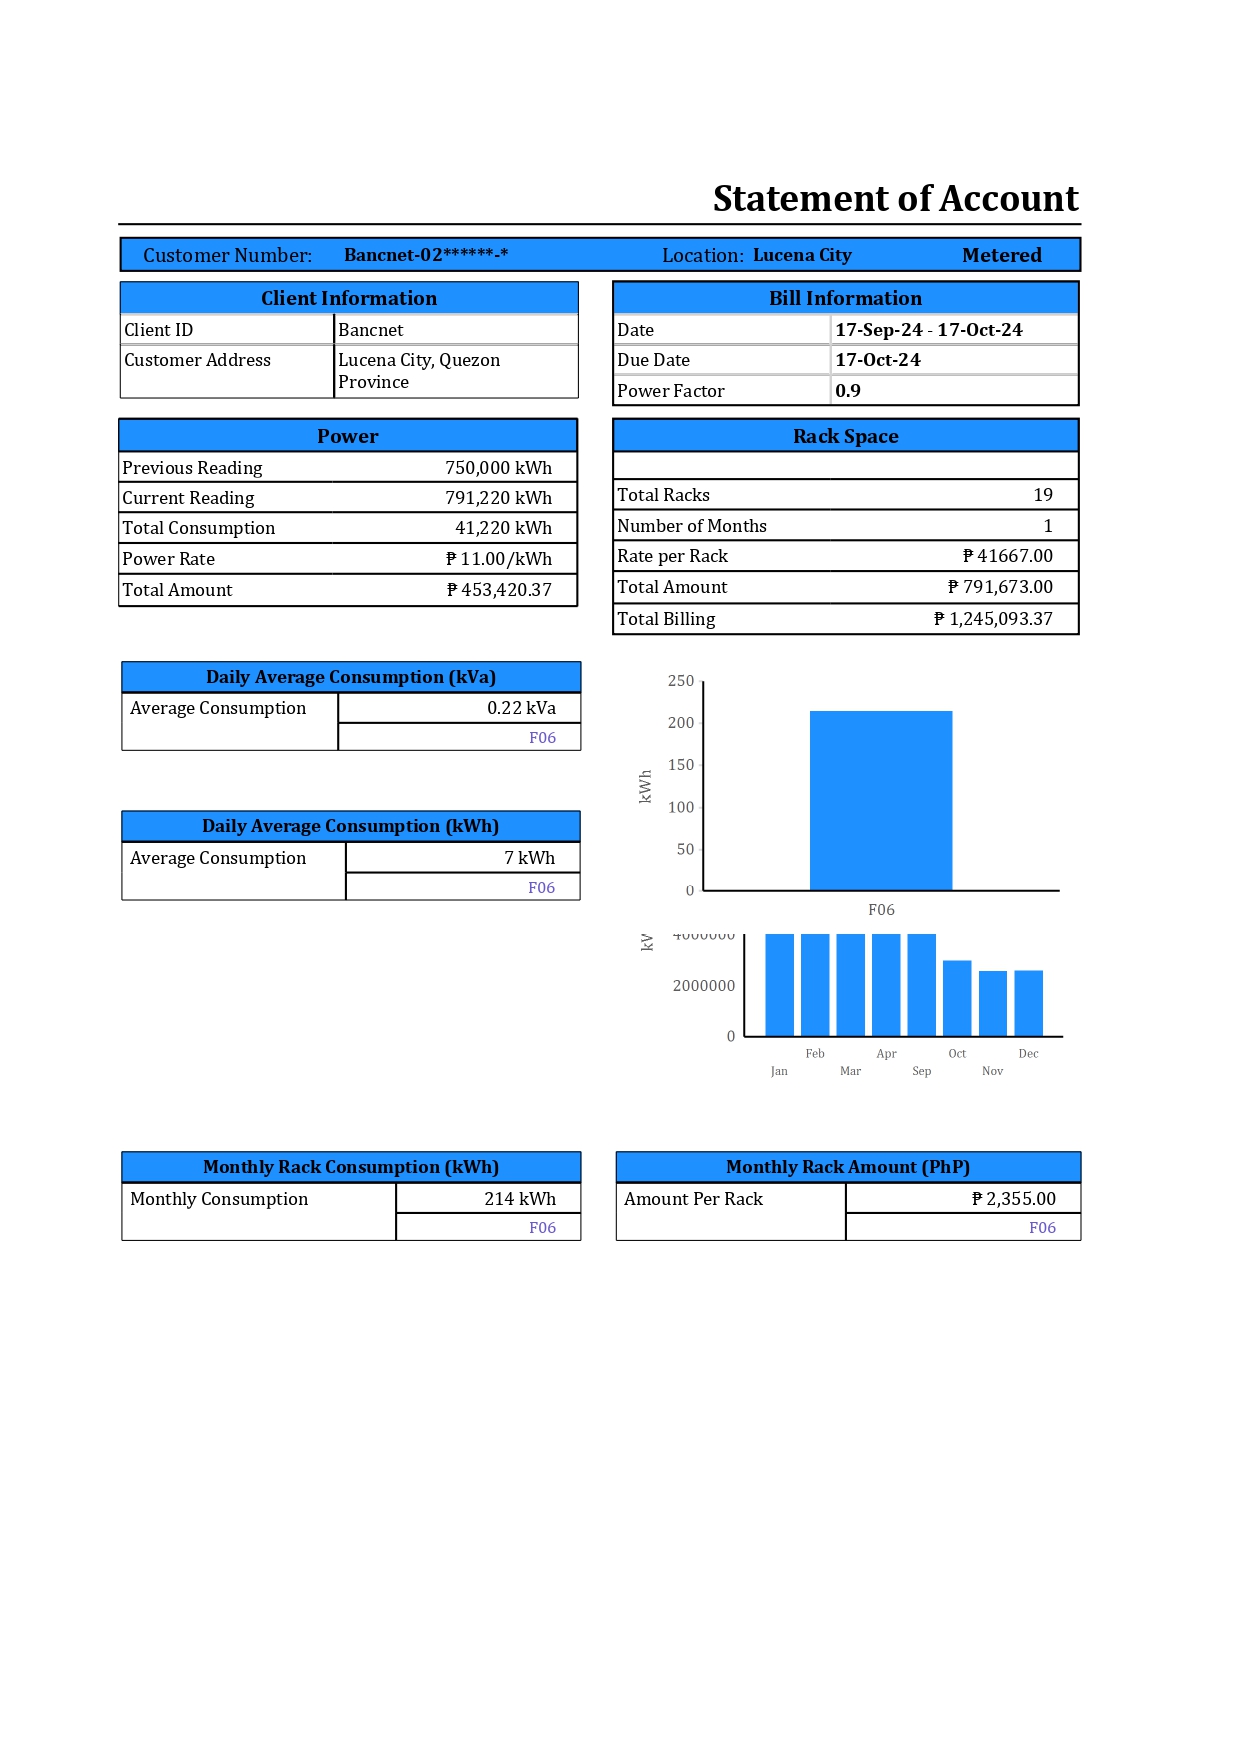 Statement of Account
Customer Number: Bancnet-02******-* Location: Lucena City Metered
Client Information
Client ID Bancnet
Customer Address Lucena City, Quezon
Province
Bill Information
Date 17-Sep-24 - 17-Oct-24
Due Date 17-Oct-24
Power Factor 0.9
Power
Previous Reading 750,000 kWh
Current Reading 791,220 kWh
Total Consumption 41,220 kWh
Power Rate ₱ 11.00/kWh
Total Amount ₱ 453,420.37
Rack Space
Total Racks 19
Number of Months 1
Rate per Rack ₱ 41667.00
Total Amount ₱ 791,673.00
Total Billing ₱ 1,245,093.37
Daily Average Consumption (kVa)
Average Consumption 0.22 kVa
F06
Daily Average Consumption (kWh)
Average Consumption 7 kWh
F06
250
200
150
100
50
0
kWh
F06
4000000
2000000
0
Feb Apr Oct Dec
Jan Mar Sep Nov
Monthly Rack Consumption (kWh)
Monthly Consumption 214 kWh
F06
Monthly Rack Amount (PhP)
Amount Per Rack ₱ 2,355.00
F06